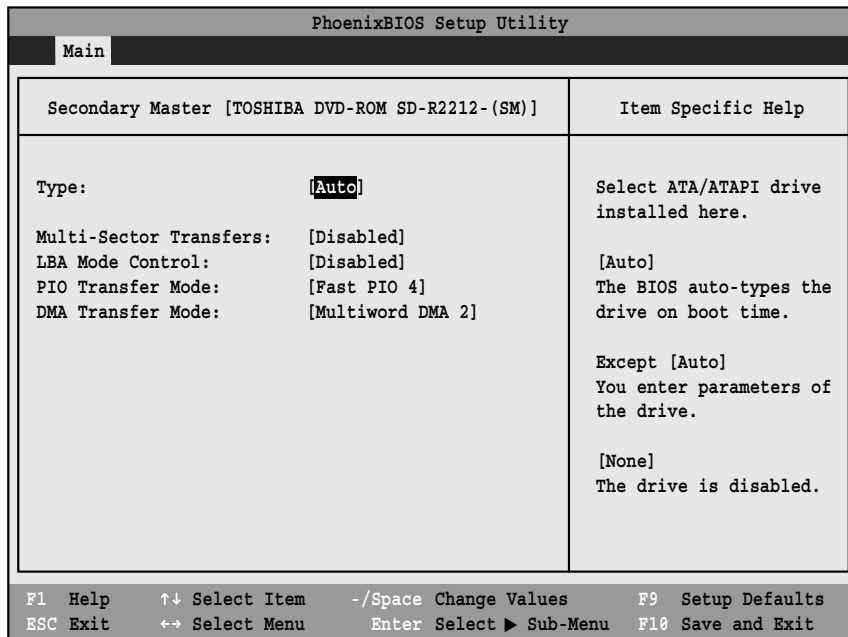 PhoenixBIOS Setup Utility
Main
Secondary Master [TOSHIBA DVD-ROM SD-R2212-(SM)]
Item Specific Help
Type: [Auto]
Multi-Sector Transfers: [Disabled]
LBA Mode Control: [Disabled]
PIO Transfer Mode: [Fast PIO 4]
DMA Transfer Mode: [Multiword DMA 2]
Select ATA/ATAPI drive
installed here.
[Auto]
The BIOS auto-types the
drive on boot time.
Except [Auto]
You enter parameters of
the drive.
[None]
The drive is disabled.
F1 Help ↑↓ Select Item -/Space Change Values F9 Setup Defaults
ESC Exit ←→ Select Menu Enter Select ▶ Sub-Menu F10 Save and Exit